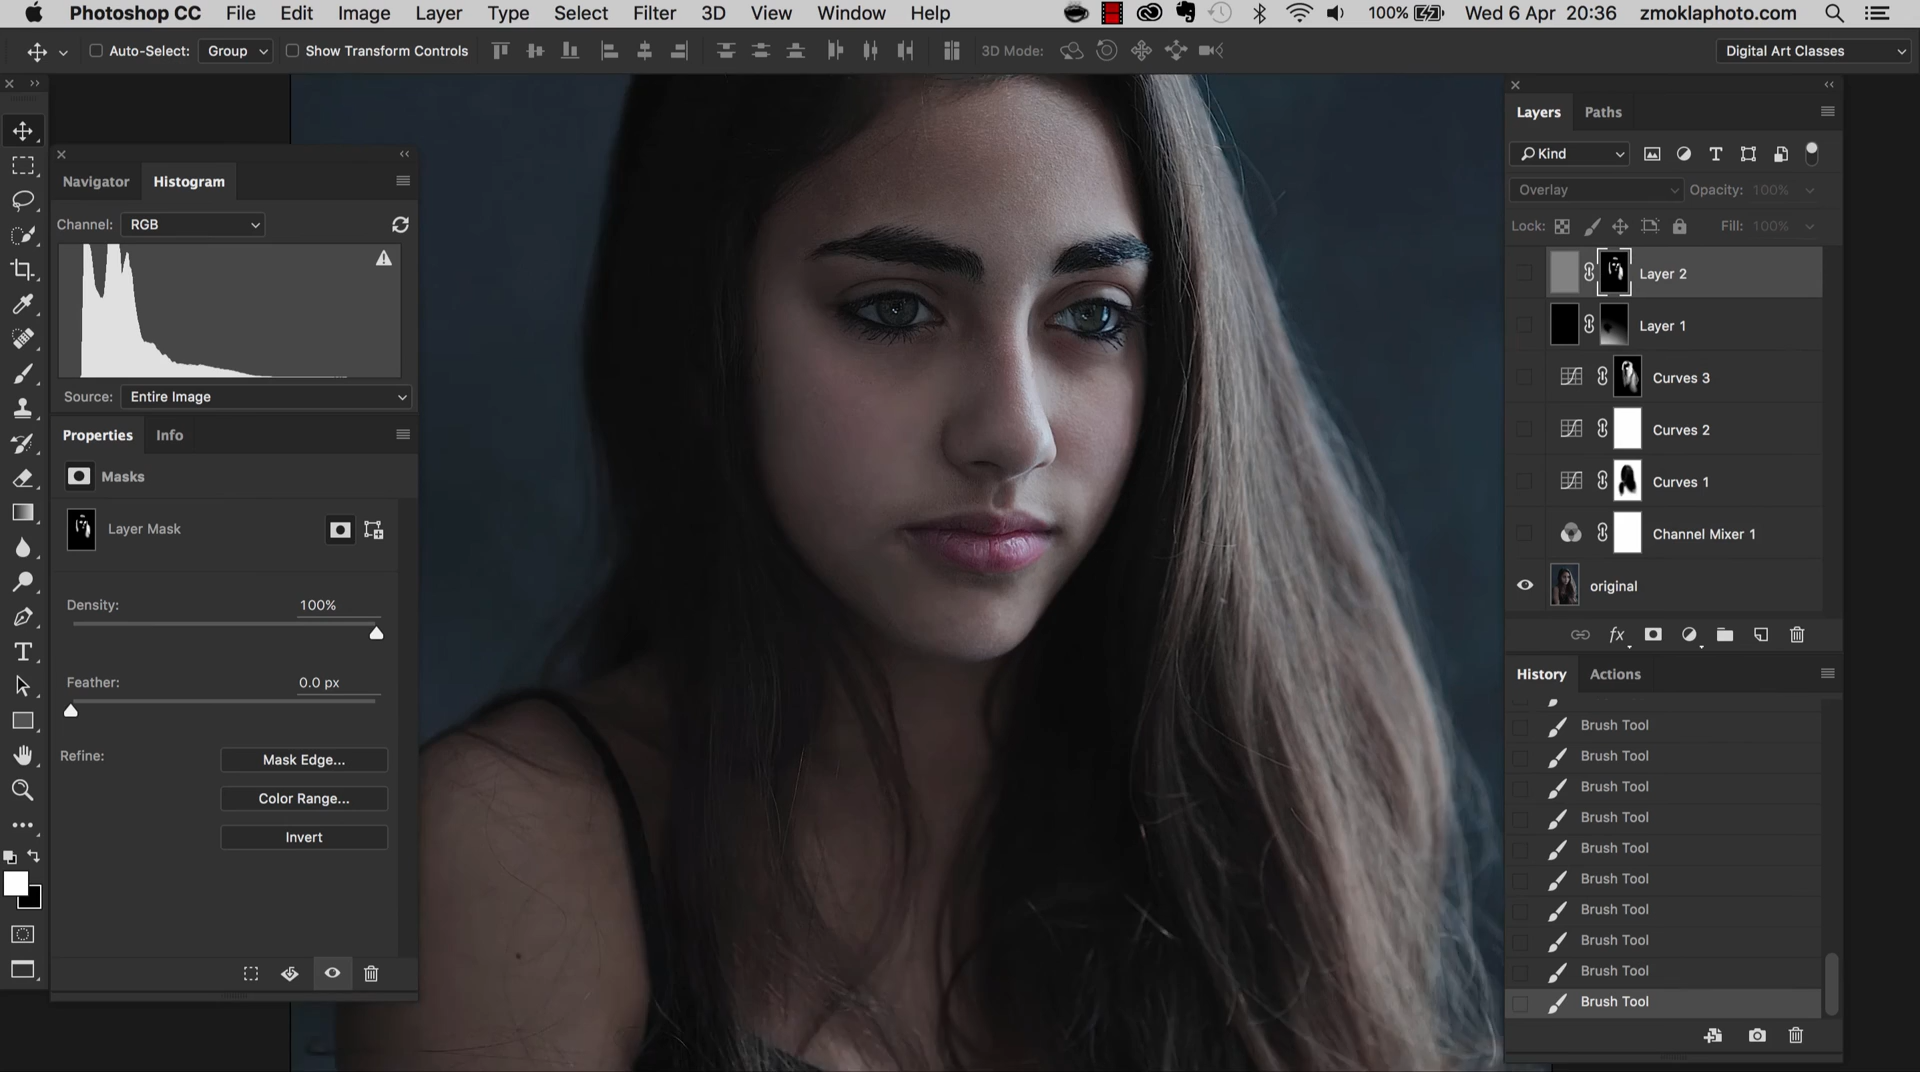 Photoshop CC File Edit Image Layer Type Select Filter 3D View Window Help 100% Wed 6 Apr 20:36 zmoklaphoto.com
Auto-Select: Group Show Transform Controls 3D Mode: Digital Art Classes
Navigator Histogram
Channel: RGB
Source: Entire Image
Properties Info
Masks
Layer Mask
Density: 100%
Feather: 0.0 px
Refine: Mask Edge...
Color Range...
Invert
Layers Paths
Kind
Overlay Opacity: 100%
Lock: Fill: 100%
Layer 2
Layer 1
Curves 3
Curves 2
Curves 1
Channel Mixer 1
original
fx
History Actions
Brush Tool
Brush Tool
Brush Tool
Brush Tool
Brush Tool
Brush Tool
Brush Tool
Brush Tool
Brush Tool
Brush Tool